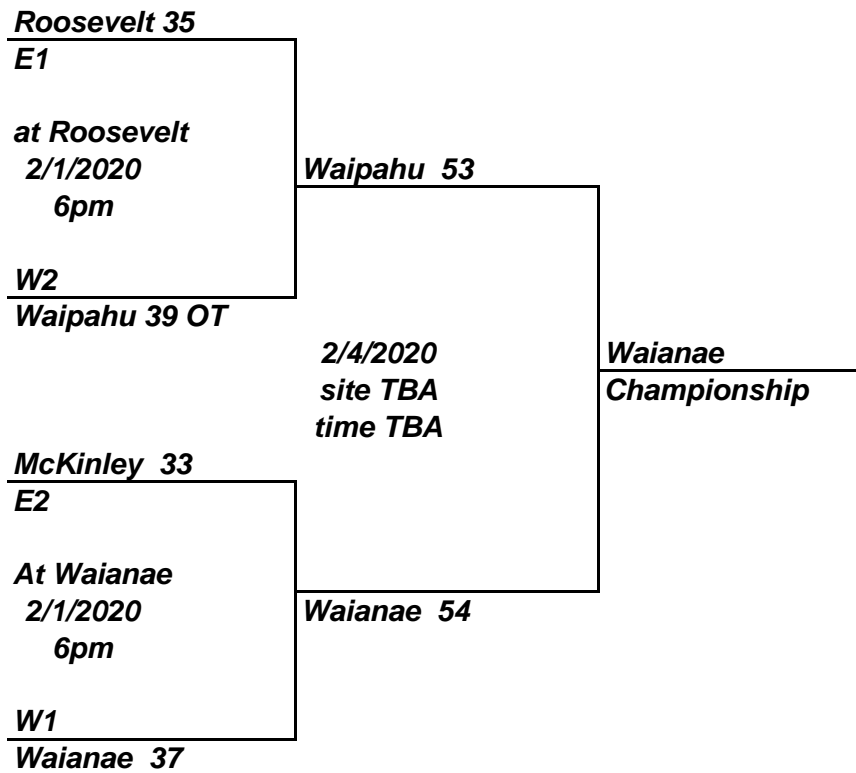 Roosevelt 35
E1
at Roosevelt
2/1/2020
6pm
Waipahu 53
W2
Waipahu 39 OT
2/4/2020
site TBA
time TBA
Waianae
Championship
McKinley 33
E2
At Waianae
2/1/2020
6pm
Waianae 54
W1
Waianae 37